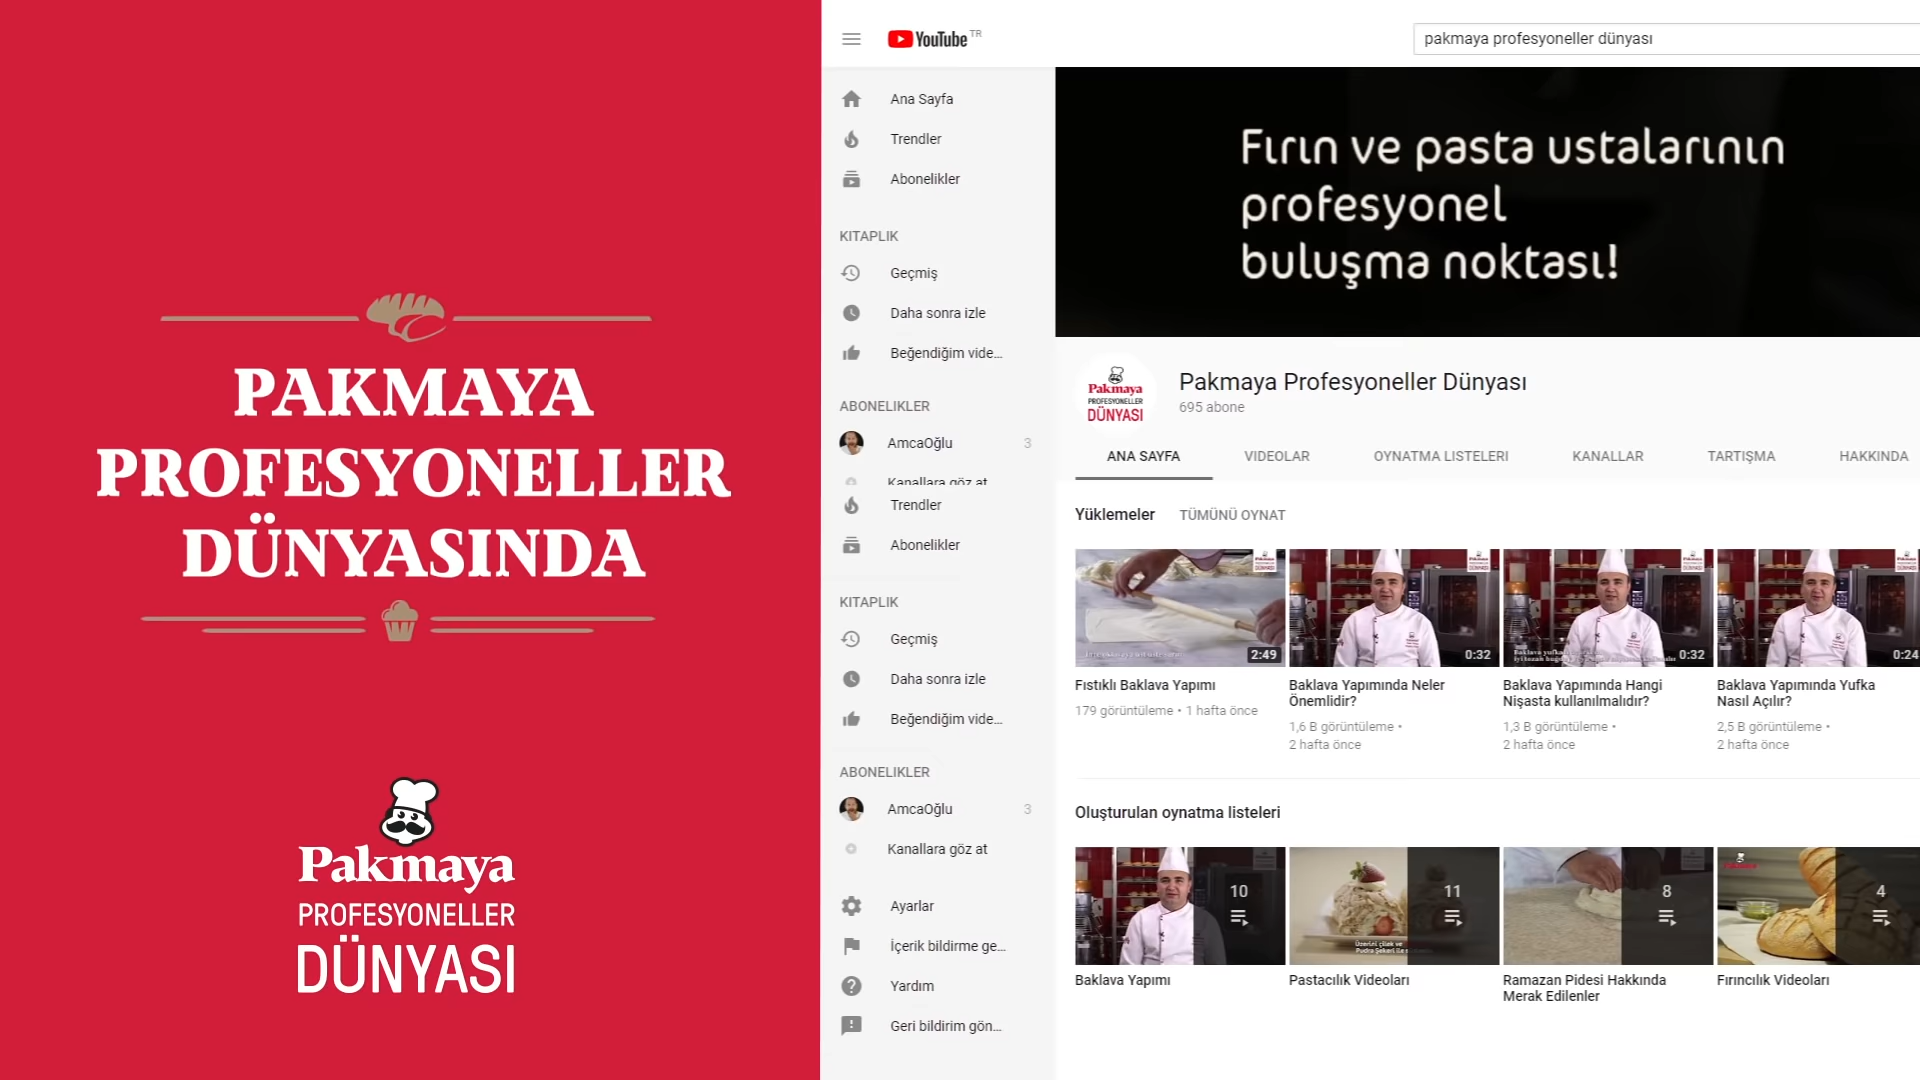 PAKMAYA
PROFESYONELLER
DÜNYASINDA
Pakmaya
PROFESYONELLER
DÜNYASI
YouTube TR
pakmaya profesyoneller dünyası
Ana Sayfa
Trendler
Abonelikler
KITAPLIK
Geçmiş
Daha sonra izle
Beğendiğim vide...
ABONELIKLER
AmcaOğlu 3
Kanallara göz at
Trendler
Abonelikler
KITAPLIK
Geçmiş
Daha sonra izle
Beğendiğim vide...
ABONELIKLER
AmcaOğlu 3
Kanallara göz at
Ayarlar
İçerik bildirme ge...
Yardım
Geri bildirim gön...
Fırın ve pasta ustalarının
profesyonel
buluşma noktası!
Pakmaya
PROFESYONELLER
DÜNYASI
Pakmaya Profesyoneller Dünyası
695 abone
ANA SAYFA VIDEOLAR OYNATMA LISTELERI KANALLAR TARTIŞMA HAKKINDA
Yüklemeler TÜMÜNÜ OYNAT
2:49
0:32
0:32
0:24
Fıstıklı Baklava Yapımı
179 görüntüleme • 1 hafta önce
Baklava Yapımında Neler
Önemlidir?
1,6 B görüntüleme •
2 hafta önce
Baklava Yapımında Hangi
Nişasta kullanılmalıdır?
1,3 B görüntüleme •
2 hafta önce
Baklava Yapımında Yufka
Nasıl Açılır?
2,5 B görüntüleme •
2 hafta önce
Oluşturulan oynatma listeleri
10
11
Üzerini çilek ve
8
4
Baklava Yapımı
Pastacılık Videoları
Ramazan Pidesi Hakkında
Merak Edilenler
Fırıncılık Videoları